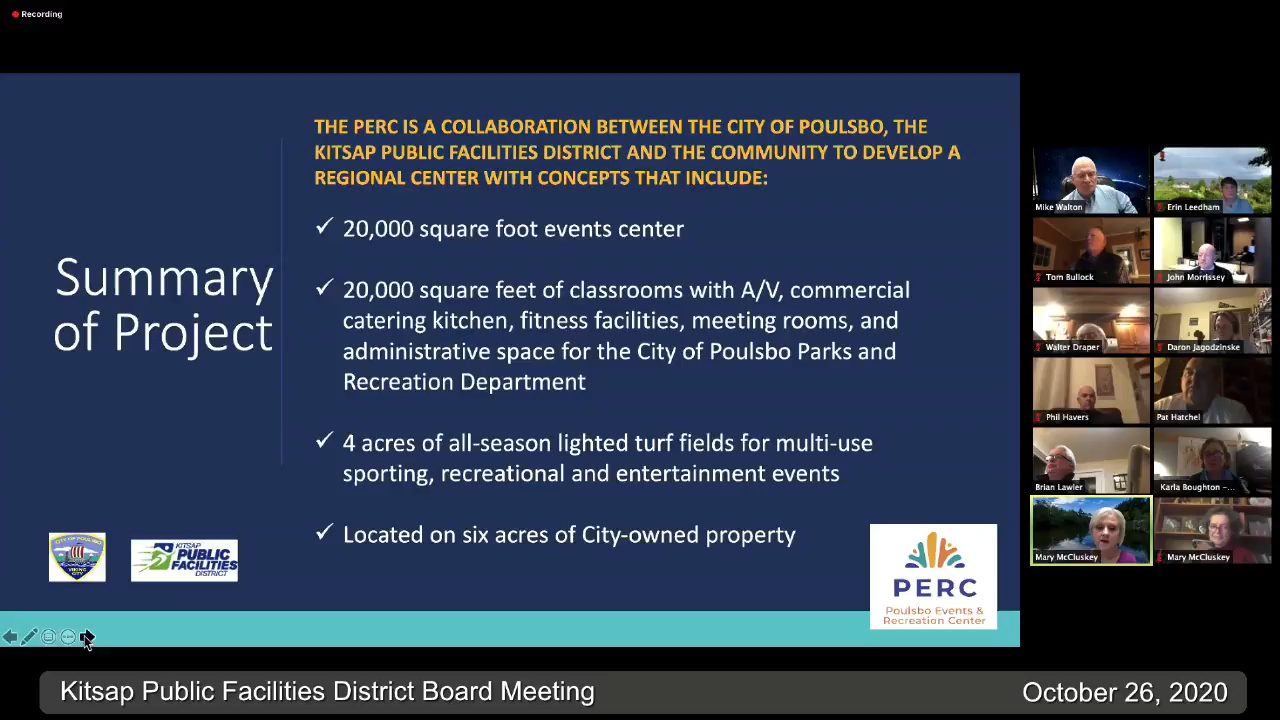 Recording
THE PERC IS A COLLABORATION BETWEEN THE CITY OF POULSBO, THE
KITSAP PUBLIC FACILITIES DISTRICT AND THE COMMUNITY TO DEVELOP A
REGIONAL CENTER WITH CONCEPTS THAT INCLUDE:
Summary
of Project
✓ 20,000 square foot events center
✓ 20,000 square feet of classrooms with A/V, commercial
catering kitchen, fitness facilities, meeting rooms, and
administrative space for the City of Poulsbo Parks and
Recreation Department
✓ 4 acres of all-season lighted turf fields for multi-use
sporting, recreational and entertainment events
✓ Located on six acres of City-owned property
CITY OF POULSBO
VIKING
CITY
KITSAP
PUBLIC
FACILITIES
DISTRICT
PERC
Poulsbo Events &
Recreation Center
Mike Walton
Erin Leedham
Tom Bullock
John Morrissey
Walter Draper
Daron Jagodzinske
Phil Havers
Pat Hatchel
Brian Lawler
Karla Boughton -...
Mary McCluskey
Mary McCluskey
Kitsap Public Facilities District Board Meeting
October 26, 2020